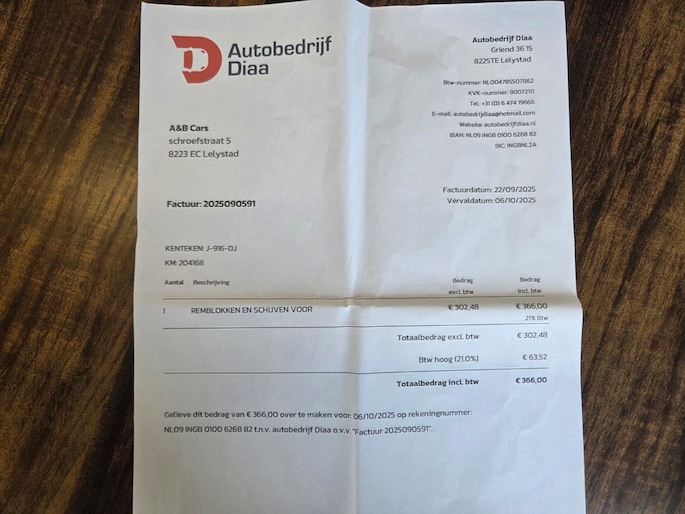 Autobedrijf
Diaa
Autobedrijf Diaa
Griend 36 15
8225TE Lelystad
Btw-nummer: NL004785507B62
KVK-nummer: 90072111
Tel.: +31 (0) 6 474 19666
E-mail: autobedrijfdiaa@hotmail.com
Website: autobedrijfdiaa.nl
IBAN: NL09 INGB 0100 6268 82
BIC: INGBNL2A
A&B Cars
schroefstraat 5
8223 EC Lelystad
Factuurdatum: 22/09/2025
Vervaldatum: 06/10/2025
Factuur: 2025090591
KENTEKEN: J-916-DJ
KM: 204168
Aantal Beschrijving Bedrag excl. btw Bedrag incl. btw
1 REMBLOKKEN EN SCHIJVEN VOOR € 302,48 € 366,00
21% Btw
Totaalbedrag excl. btw € 302,48
Btw hoog (21.0%) € 63,52
Totaalbedrag incl. btw € 366,00
Gelieve dit bedrag van € 366,00 over te maken voor: 06/10/2025 op rekeningnummer:
NL09 INGB 0100 6268 82 t.n.v. autobedrijf Diaa o.v.v. "Factuur 2025090591".